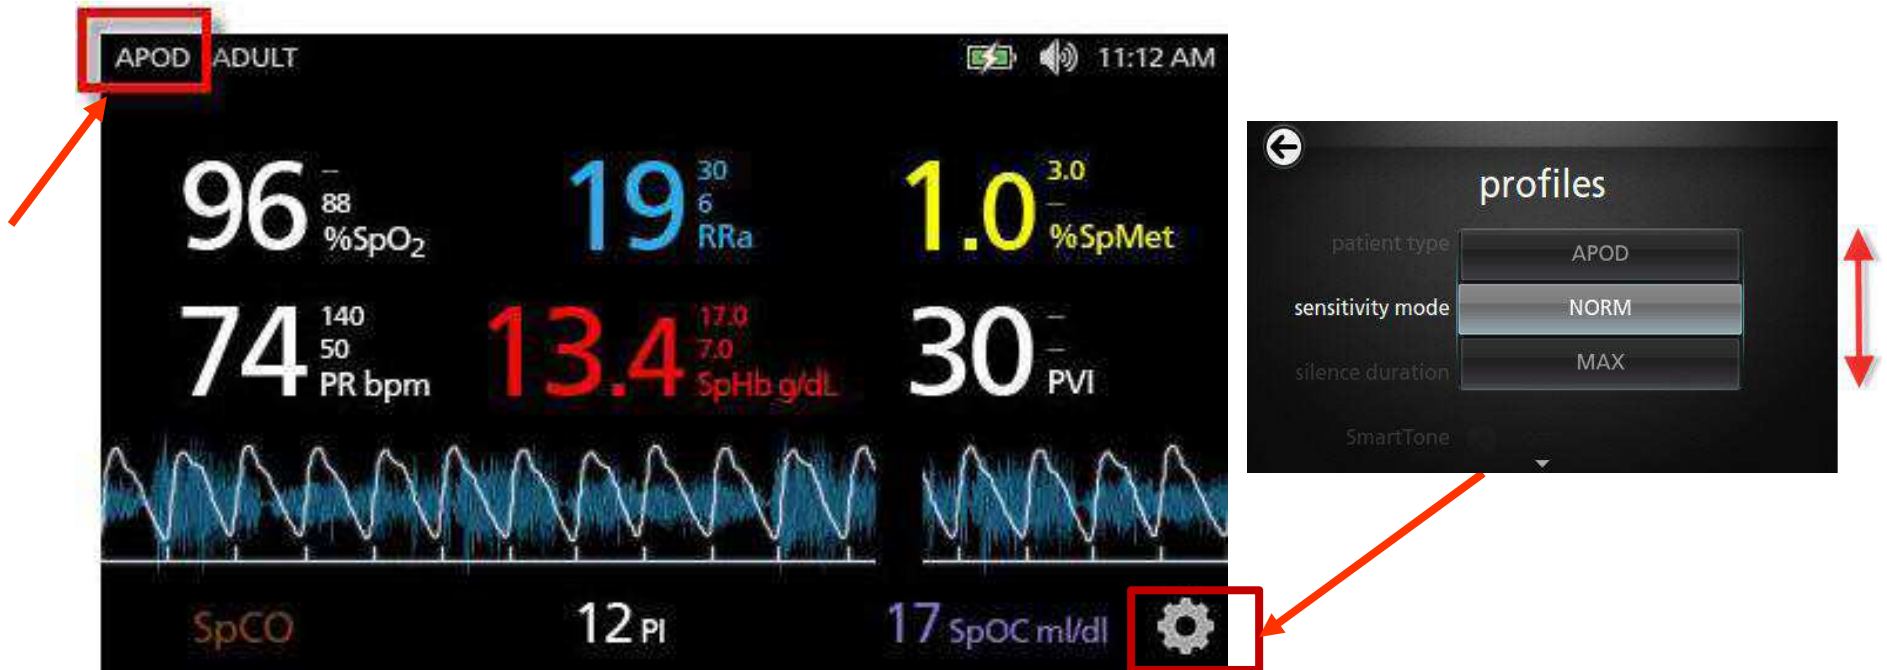 APOD ADULT 11:12 AM
96 – 88 %SpO2
19 30 6 RRa
1.0 3.0 – %SpMet
74 140 50 PR bpm
13.4 17.0 7.0 SpHb g/dL
30 – – PVI
SpCO 12 PI 17 SpOC ml/dl
profiles
patient type APOD
sensitivity mode NORM
silence duration MAX
SmartTone